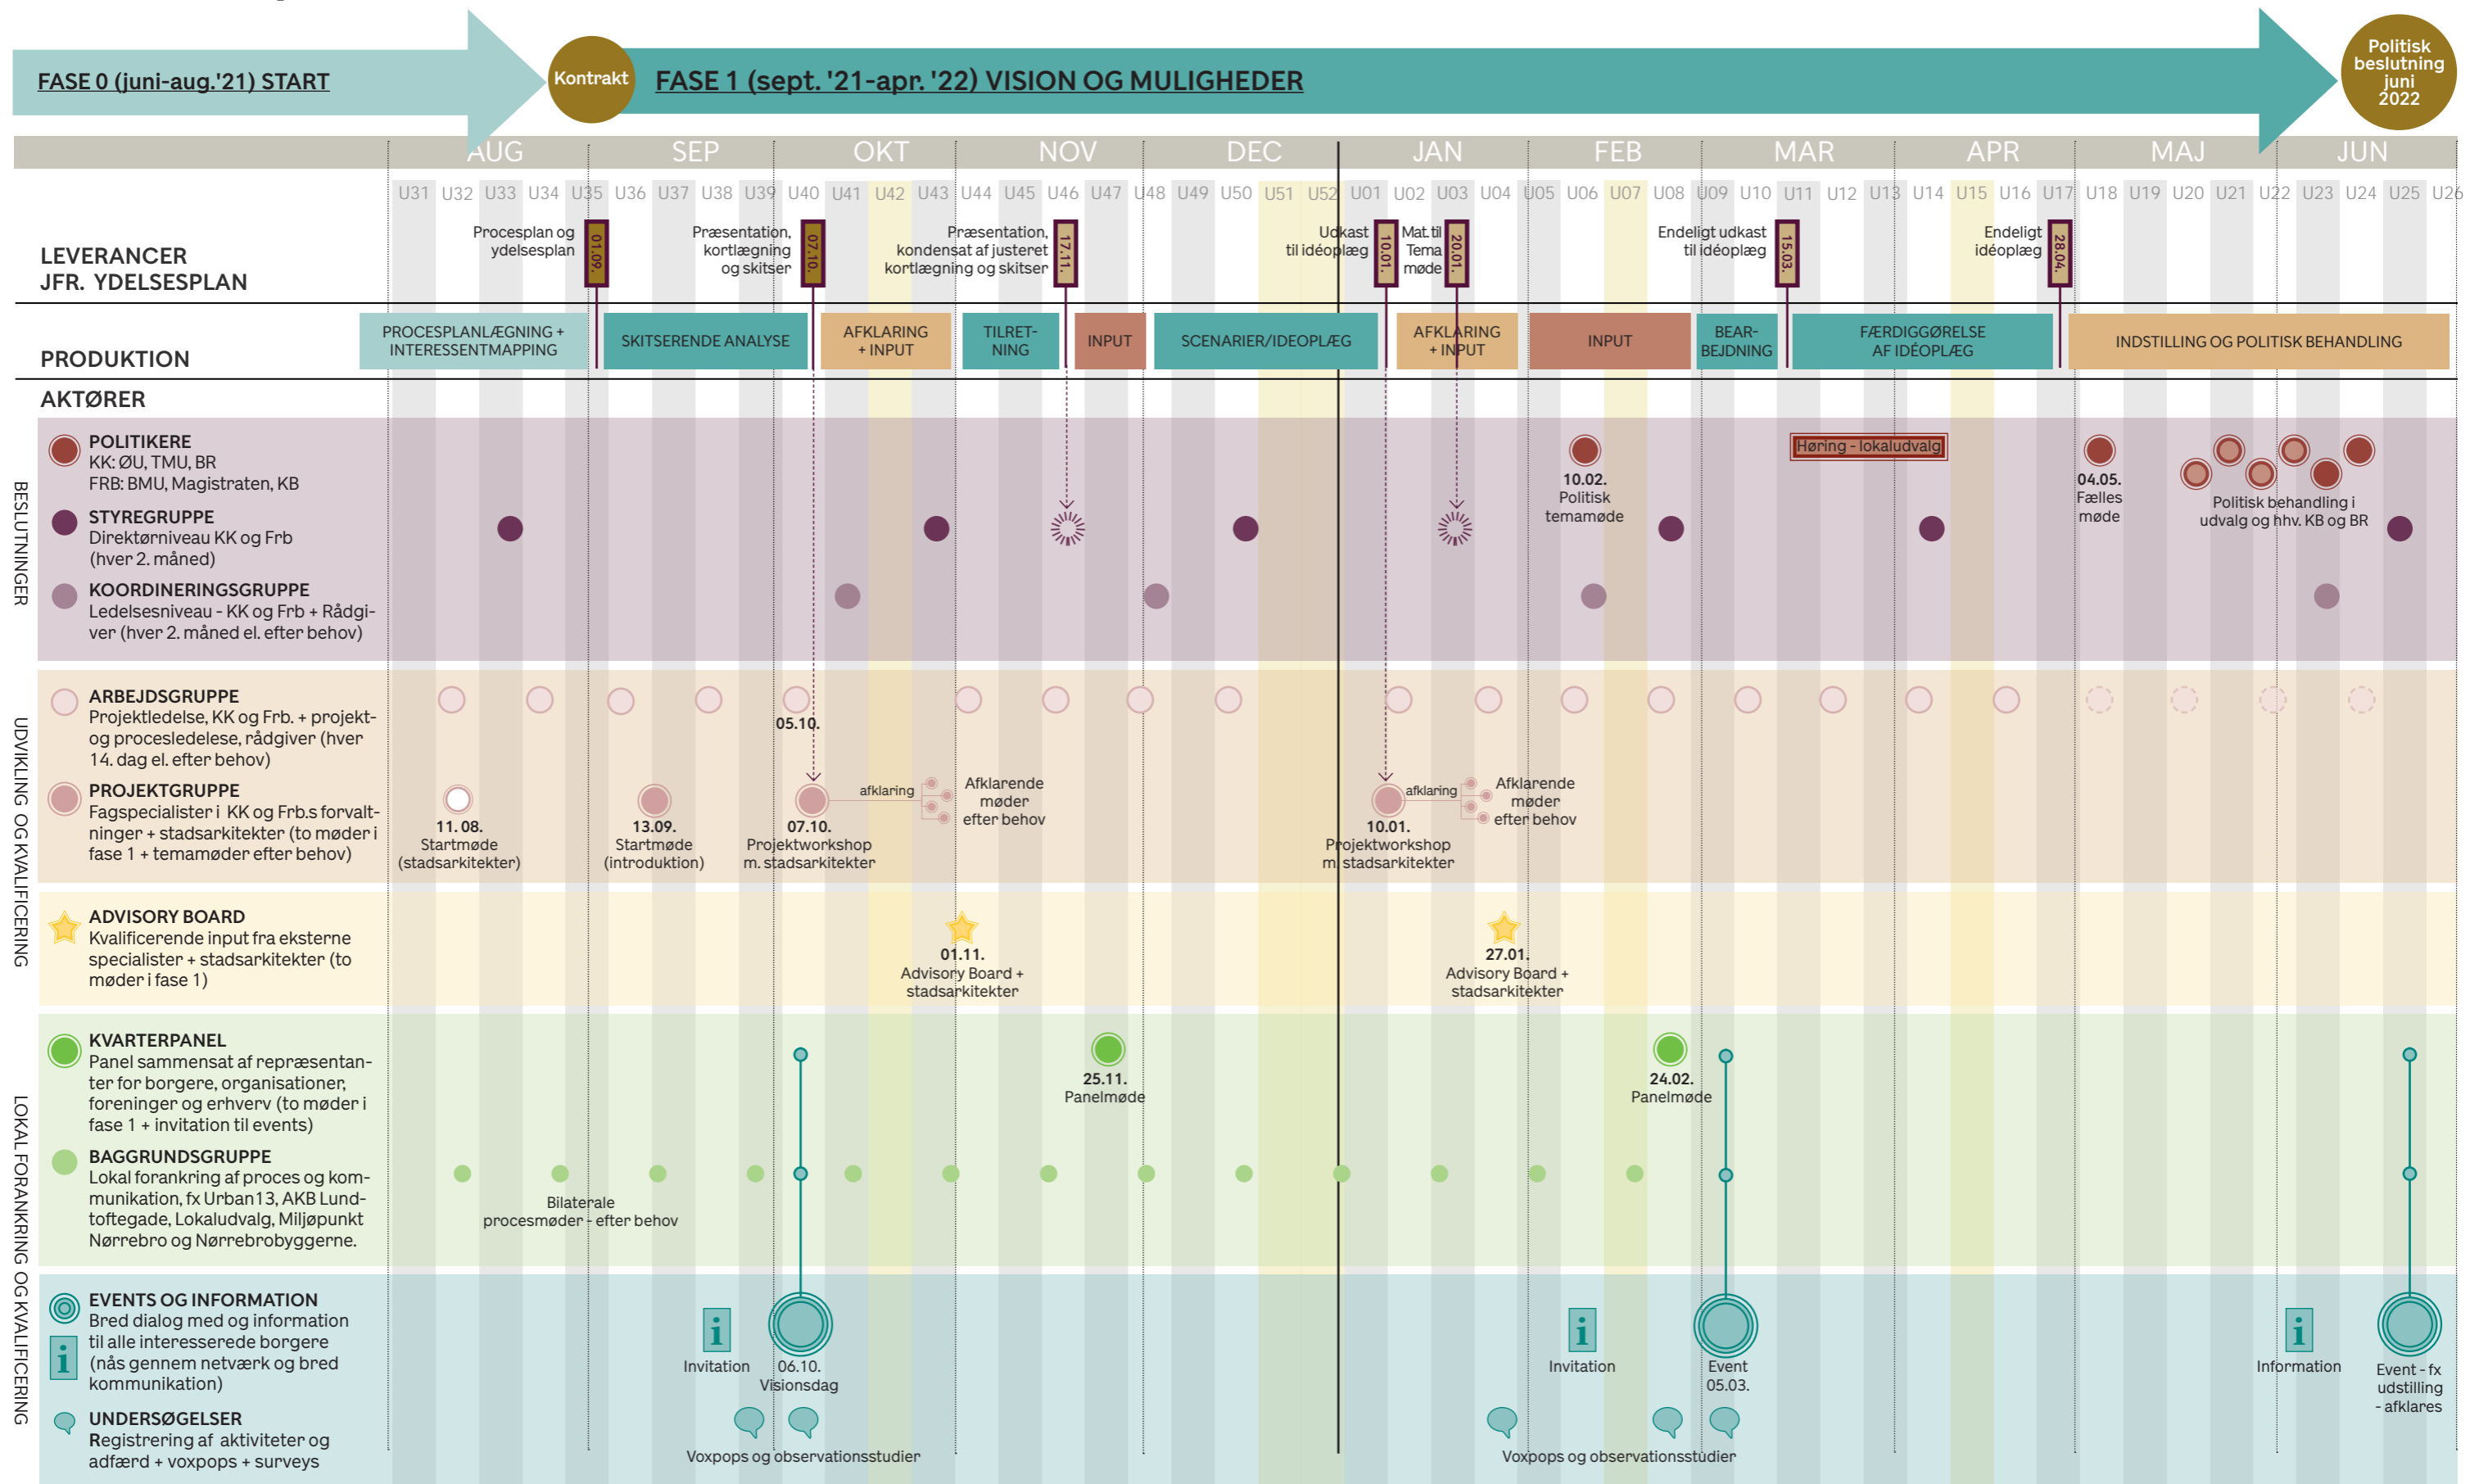 FASE 0 (juni-aug.'21) START
Kontrakt
FASE 1 (sept. '21-apr. '22) VISION OG MULIGHEDER
Politisk
beslutning
juni
2022
AUG SEP OKT NOV DEC JAN FEB MAR APR MAJ JUN
U31 U32 U33 U34 U35 U36 U37 U38 U39 U40 U41 U42 U43 U44 U45 U46 U47 U48 U49 U50 U51 U52 U01 U02 U03 U04 U05 U06 U07 U08 U09 U10 U11 U12 U13 U14 U15 U16 U17 U18 U19 U20 U21 U22 U23 U24 U25 U26
LEVERANCER
JFR. YDELSESPLAN
Procesplan og
ydelsesplan
01.09.
Præsentation,
kortlægning
og skitser
07.10.
Præsentation,
kondensat af justeret
kortlægning og skitser
17.11.
Udkast
til idéoplæg
10.01.
Mat.til
Tema
møde
20.01.
Endeligt udkast
til idéoplæg
15.03.
Endeligt
idéoplæg
28.04.
PRODUKTION
PROCESPLANLÆGNING +
INTERESSENTMAPPING
SKITSERENDE ANALYSE
AFKLARING
+ INPUT
TILRET-
NING
INPUT
SCENARIER/IDEOPLÆG
AFKLARING
+ INPUT
INPUT
BEAR-
BEJDNING
FÆRDIGGØRELSE
AF IDÉOPLÆG
INDSTILLING OG POLITISK BEHANDLING
AKTØRER
BESLUTNINGER
POLITIKERE
KK: ØU, TMU, BR
FRB: BMU, Magistraten, KB
10.02.
Politisk
temamøde
Høring - lokaludvalg
04.05.
Fælles
møde
Politisk behandling i
udvalg og hhv. KB og BR
STYREGRUPPE
Direktørniveau KK og Frb
(hver 2. måned)
KOORDINERINGSGRUPPE
Ledelsesniveau - KK og Frb + Rådgi-
ver (hver 2. måned el. efter behov)
UDVIKLING OG KVALIFICERING
ARBEJDSGRUPPE
Projektledelse, KK og Frb. + projekt-
og procesledelese, rådgiver (hver
14. dag el. efter behov)
05.10.
PROJEKTGRUPPE
Fagspecialister i KK og Frb.s forvalt-
ninger + stadsarkitekter (to møder i
fase 1 + temamøder efter behov)
11. 08.
Startmøde
(stadsarkitekter)
13.09.
Startmøde
(introduktion)
07.10.
Projektworkshop
m. stadsarkitekter
afklaring
Afklarende
møder
efter behov
10.01.
Projektworkshop
m. stadsarkitekter
afklaring
Afklarende
møder
efter behov
ADVISORY BOARD
Kvalificerende input fra eksterne
specialister + stadsarkitekter (to
møder i fase 1)
01.11.
Advisory Board +
stadsarkitekter
27.01.
Advisory Board +
stadsarkitekter
LOKAL FORANKRING OG KVALIFICERING
KVARTERPANEL
Panel sammensat af repræsentan-
ter for borgere, organisationer,
foreninger og erhverv (to møder i
fase 1 + invitation til events)
25.11.
Panelmøde
24.02.
Panelmøde
BAGGRUNDSGRUPPE
Lokal forankring af proces og kom-
munikation, fx Urban13, AKB Lund-
toftegade, Lokaludvalg, Miljøpunkt
Nørrebro og Nørrebrobyggerne.
Bilaterale
procesmøder - efter behov
EVENTS OG INFORMATION
Bred dialog med og information
til alle interesserede borgere
(nås gennem netværk og bred
kommunikation)
i
i
Invitation
06.10.
Visionsdag
i
Invitation
Event
05.03.
i
Information
Event - fx
udstilling
- afklares
UNDERSØGELSER
Registrering af aktiviteter og
adfærd + voxpops + surveys
Voxpops og observationsstudier
Voxpops og observationsstudier